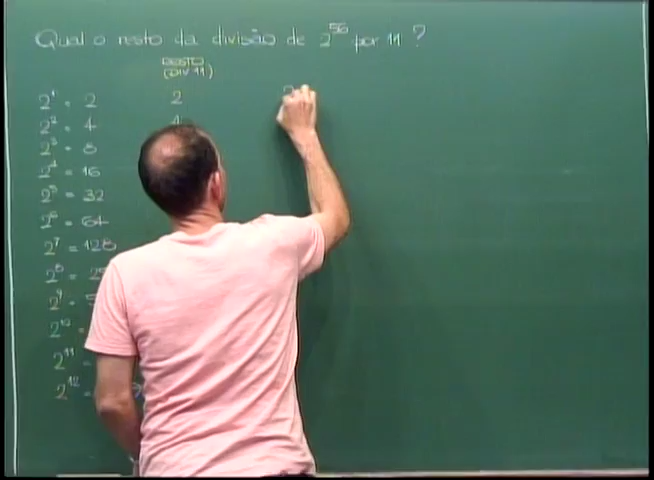 Qual o resto da divisão de 2^56 por 11 ?
RESTO
(DIV 11)
2^1 = 2 2
2^2 = 4 4
2^3 = 8
2^4 = 16
2^5 = 32
2^6 = 64
2^7 = 128
2^8 =
2^9 =
2^10 =
2^11 =
2^12 =